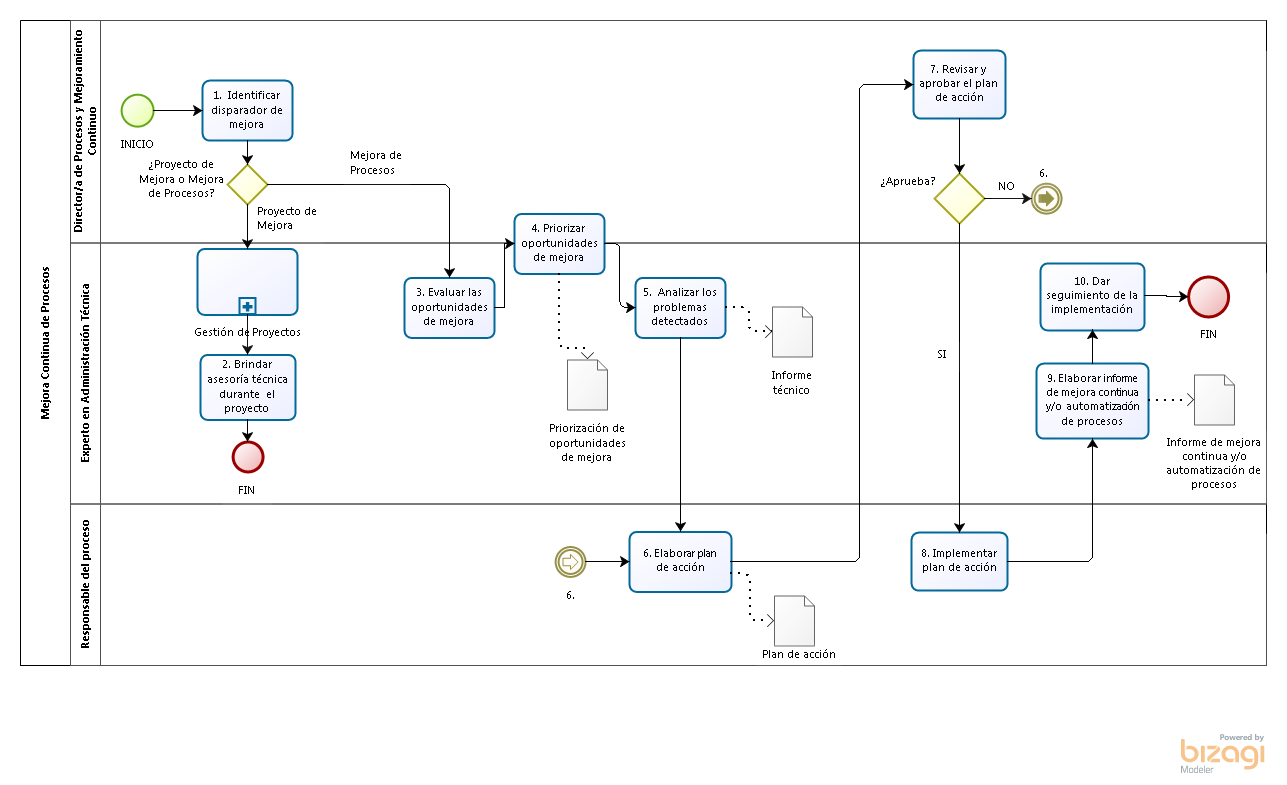 Mejora Continua de Procesos
Director/a de Procesos y Mejoramiento
Continuo
INICIO
1. Identificar
disparador de
mejora
¿Proyecto de
Mejora o Mejora
de Procesos?
Mejora de
Procesos
Proyecto de
Mejora
4. Priorizar
oportunidades
de mejora
7. Revisar y
aprobar el plan
de acción
¿Aprueba?
NO
6.
Experto en Administración Técnica
Gestión de Proyectos
2. Brindar
asesoría técnica
durante el
proyecto
FIN
3. Evaluar las
oportunidades
de mejora
Priorización de
oportunidades
de mejora
5. Analizar los
problemas
detectados
Informe
técnico
SI
10. Dar
seguimiento de la
implementación
FIN
9. Elaborar informe
de mejora continua
y/o automatización
de procesos
Informe de mejora
continua y/o
automatización de
procesos
Responsable del proceso
6.
6. Elaborar plan
de acción
Plan de acción
8. Implementar
plan de acción
Powered by
bizagi
Modeler